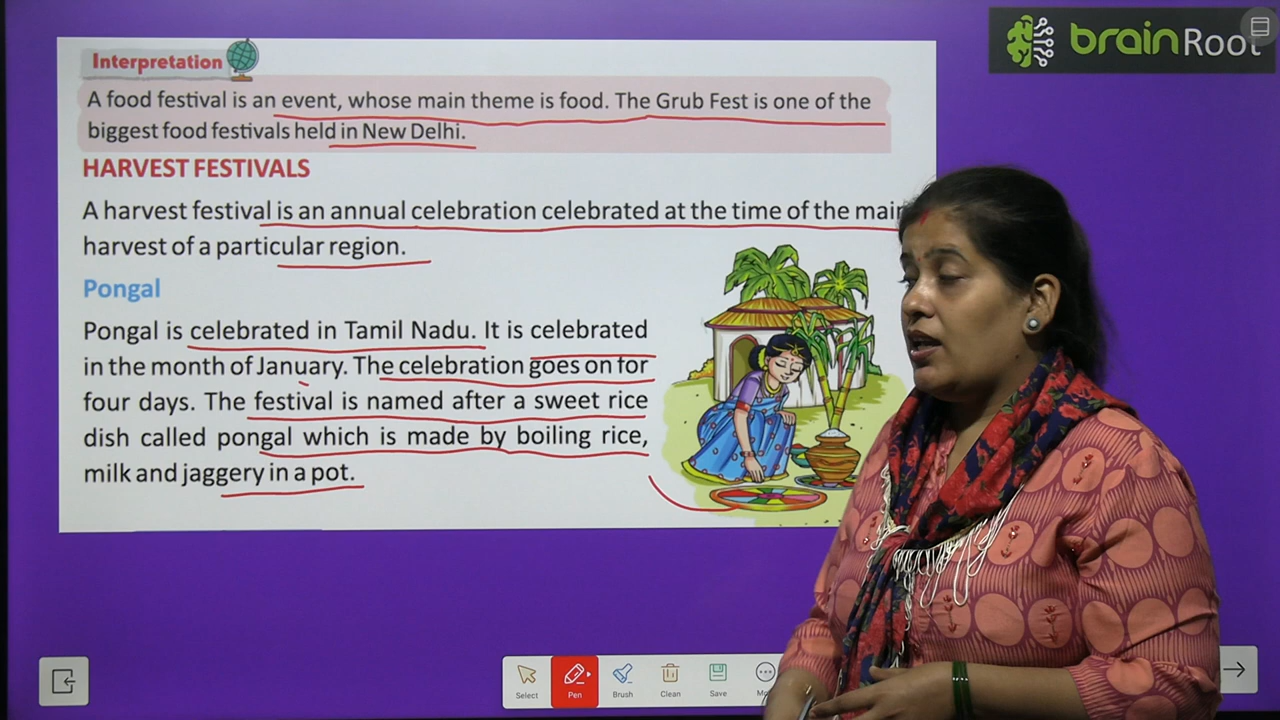 brainRoot
Interpretation
A food festival is an event, whose main theme is food. The Grub Fest is one of the
biggest food festivals held in New Delhi.
HARVEST FESTIVALS
A harvest festival is an annual celebration celebrated at the time of the main
harvest of a particular region.
Pongal
Pongal is celebrated in Tamil Nadu. It is celebrated
in the month of January. The celebration goes on for
four days. The festival is named after a sweet rice
dish called pongal which is made by boiling rice,
milk and jaggery in a pot.
Select Pen Brush Clean Save